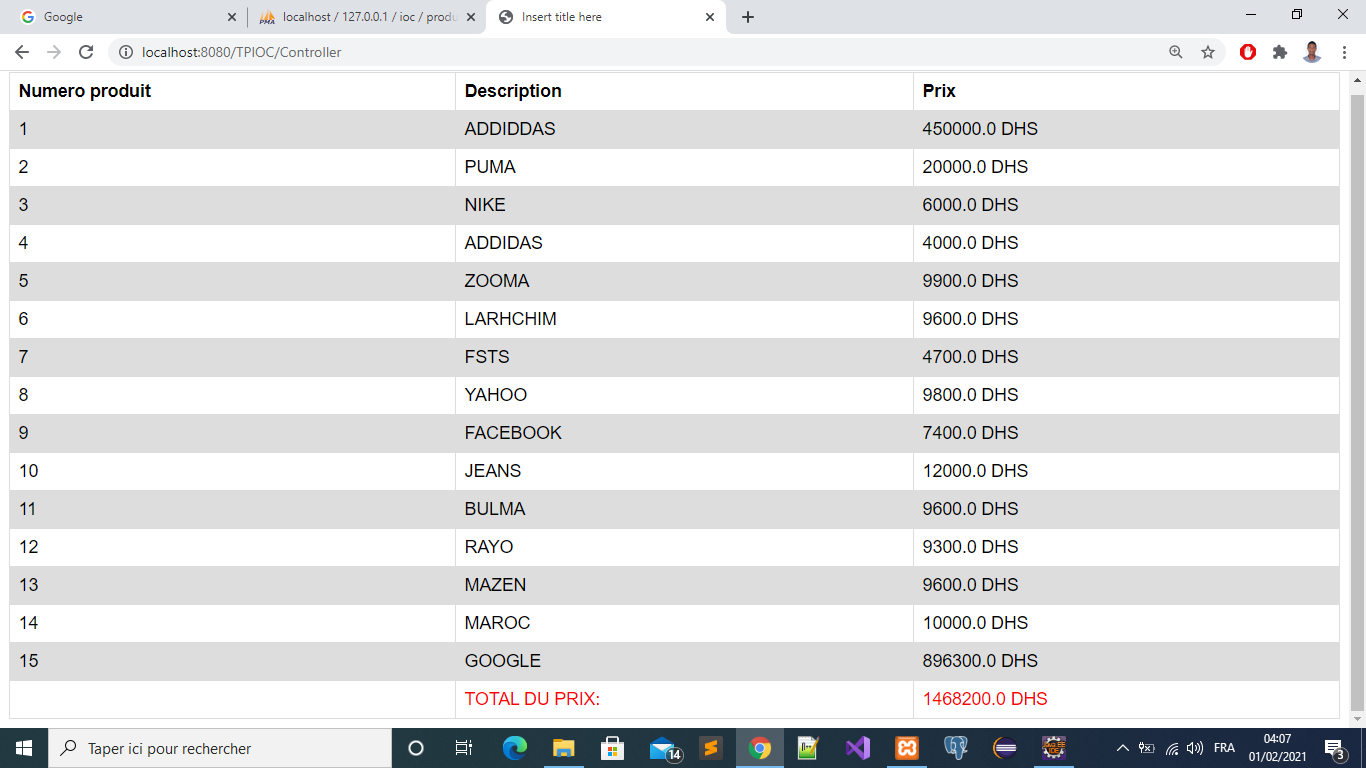 Google
localhost / 127.0.0.1 / ioc / produ
Insert title here
localhost:8080/TPIOC/Controller
Numero produit Description Prix
1 ADDIDDAS 450000.0 DHS
2 PUMA 20000.0 DHS
3 NIKE 6000.0 DHS
4 ADDIDAS 4000.0 DHS
5 ZOOMA 9900.0 DHS
6 LARHCHIM 9600.0 DHS
7 FSTS 4700.0 DHS
8 YAHOO 9800.0 DHS
9 FACEBOOK 7400.0 DHS
10 JEANS 12000.0 DHS
11 BULMA 9600.0 DHS
12 RAYO 9300.0 DHS
13 MAZEN 9600.0 DHS
14 MAROC 10000.0 DHS
15 GOOGLE 896300.0 DHS
TOTAL DU PRIX: 1468200.0 DHS
Taper ici pour rechercher
14
FRA
04:07
01/02/2021
3